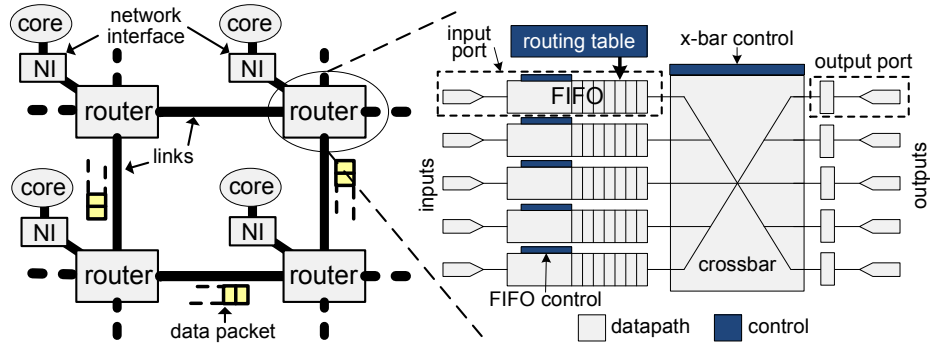 core
network
interface
core
NI
NI
router
router
links
core
core
NI
NI
router
router
data packet
input
port
routing table
x-bar control
output port
FIFO
inputs
outputs
crossbar
FIFO control
datapath
control